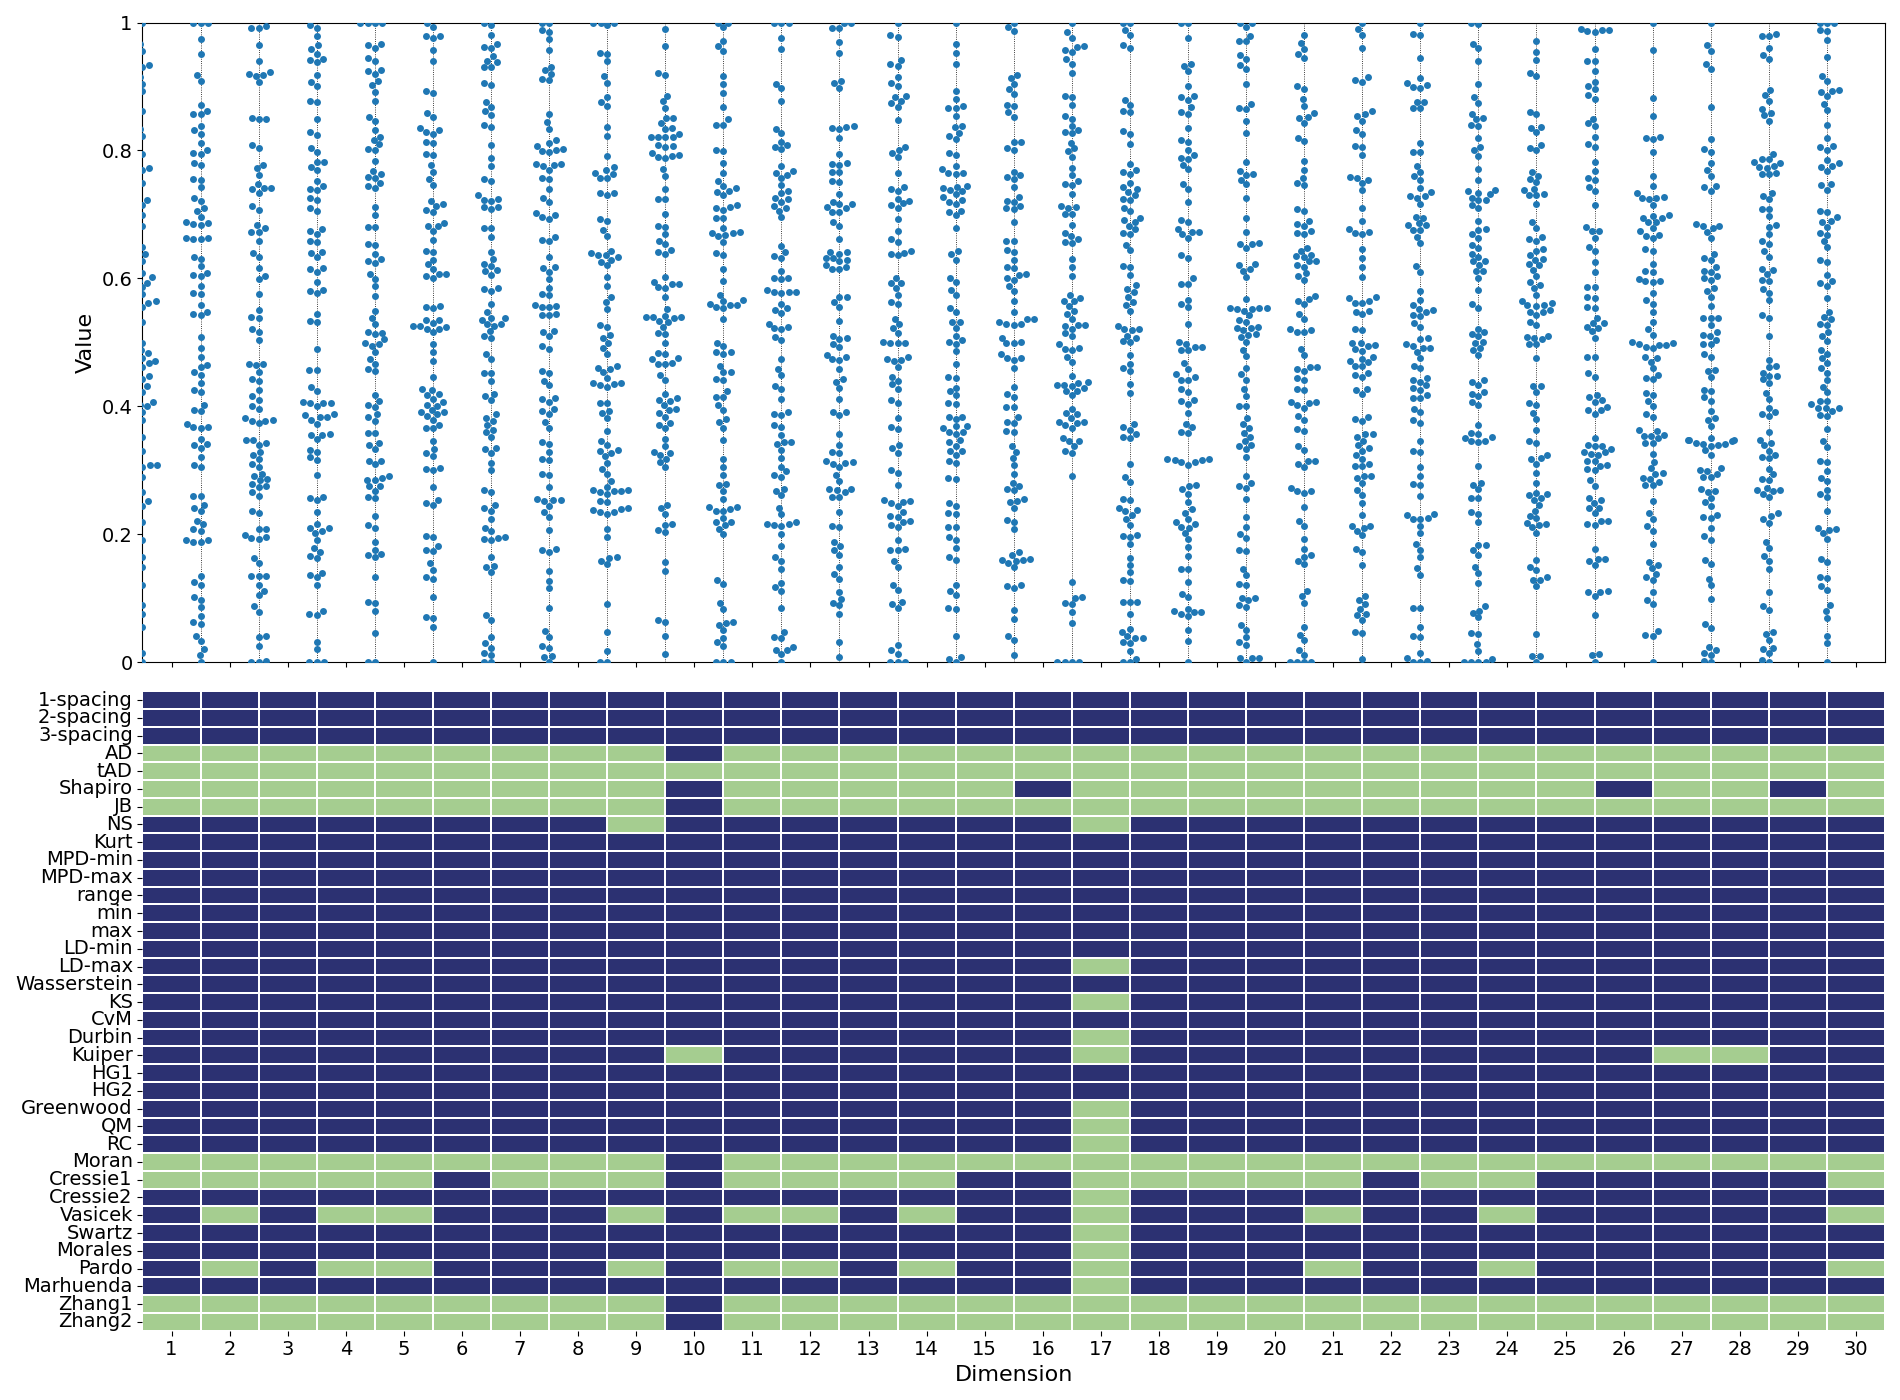 1
0.8
0.6
0.4
0.2
0
Value
1-spacing
2-spacing
3-spacing
AD
tAD
Shapiro
JB
NS
Kurt
MPD-min
MPD-max
range
min
max
LD-min
LD-max
Wasserstein
KS
CvM
Durbin
Kuiper
HG1
HG2
Greenwood
QM
RC
Moran
Cressie1
Cressie2
Vasicek
Swartz
Morales
Pardo
Marhuenda
Zhang1
Zhang2
1 2 3 4 5 6 7 8 9 10 11 12 13 14 15 16 17 18 19 20 21 22 23 24 25 26 27 28 29 30
Dimension